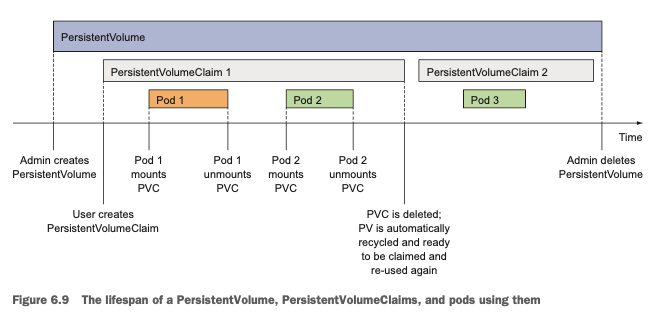 PersistentVolume
PersistentVolumeClaim 1
PersistentVolumeClaim 2
Pod 1
Pod 2
Pod 3
Time
Admin creates
PersistentVolume
Pod 1
mounts
PVC
Pod 1
unmounts
PVC
Pod 2
mounts
PVC
Pod 2
unmounts
PVC
Admin deletes
PersistentVolume
User creates
PersistentVolumeClaim
PVC is deleted;
PV is automatically
recycled and ready
to be claimed and
re-used again
Figure 6.9 The lifespan of a PersistentVolume, PersistentVolumeClaims, and pods using them